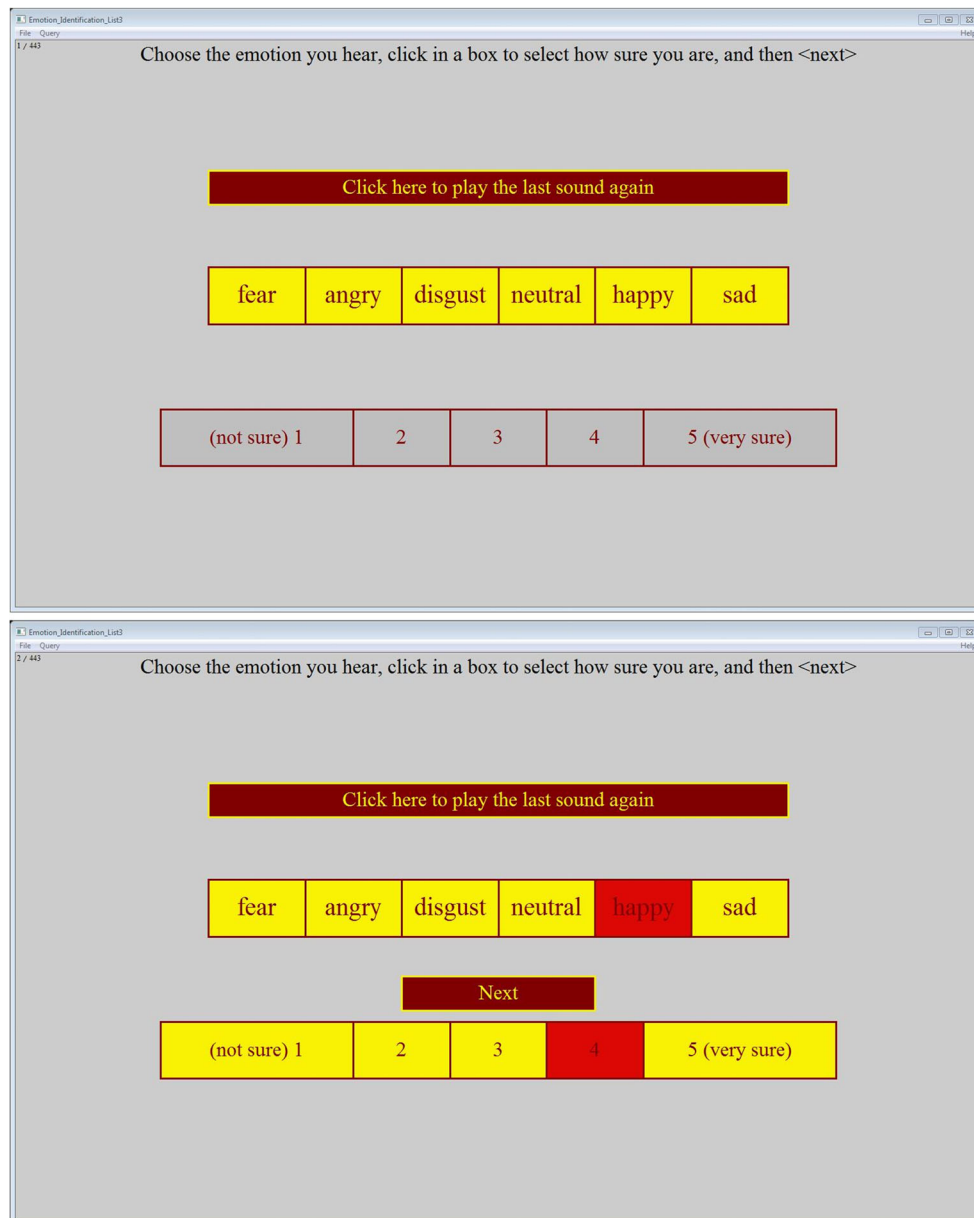 Emotion_Identification_List3
File Query Help
1 / 443
Choose the emotion you hear, click in a box to select how sure you are, and then <next>
Click here to play the last sound again
fear angry disgust neutral happy sad
(not sure) 1 2 3 4 5 (very sure)
Emotion_Identification_List3
File Query Help
2 / 443
Choose the emotion you hear, click in a box to select how sure you are, and then <next>
Click here to play the last sound again
fear angry disgust neutral happy sad
Next
(not sure) 1 2 3 4 5 (very sure)